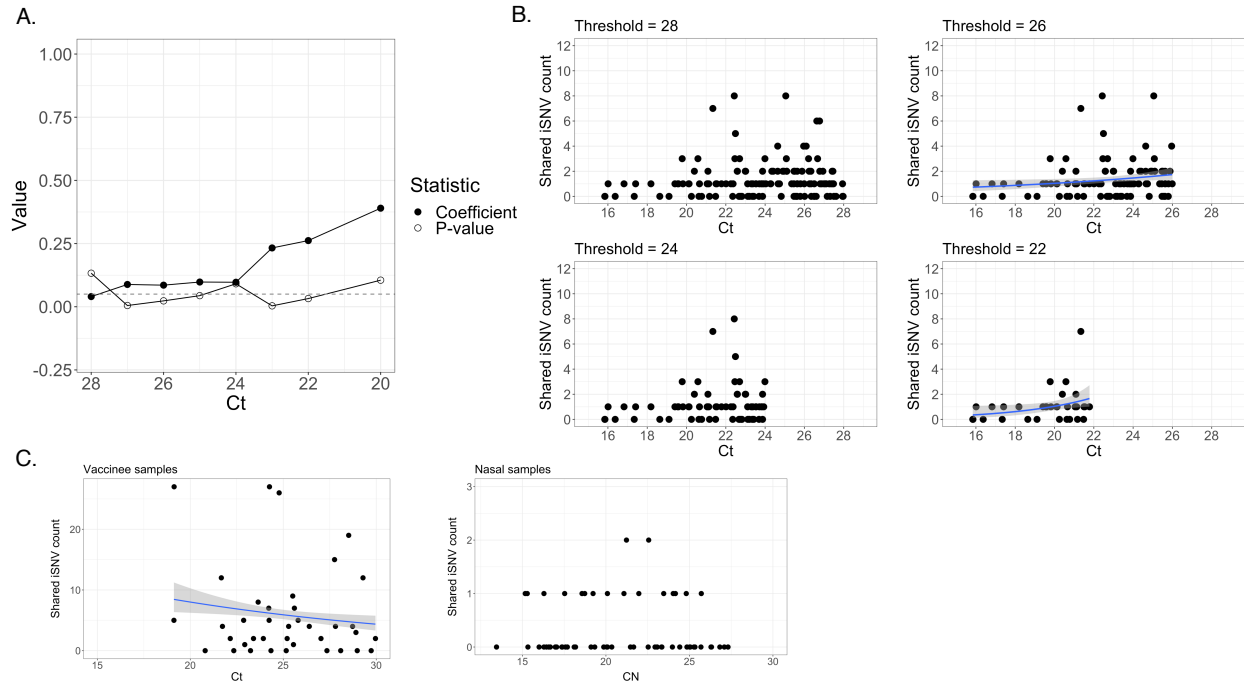 A.
1.00
0.75
0.50
0.25
0.00
-0.25
Value
28
26
24
22
20
Ct
Statistic
Coefficient
P-value
B.
Threshold = 28
12
10
8
6
4
2
0
Shared iSNV count
16 18 20 22 24 26 28
Ct
Threshold = 26
12
10
8
6
4
2
0
Shared iSNV count
16 18 20 22 24 26 28
Ct
Threshold = 24
12
10
8
6
4
2
0
Shared iSNV count
16 18 20 22 24 26 28
Ct
Threshold = 22
12
10
8
6
4
2
0
Shared iSNV count
16 18 20 22 24 26 28
Ct
C.
Vaccinee samples
20
10
0
Shared iSNV count
15 20 25 30
Ct
Nasal samples
3
2
1
0
Shared iSNV count
15 20 25 30
CN